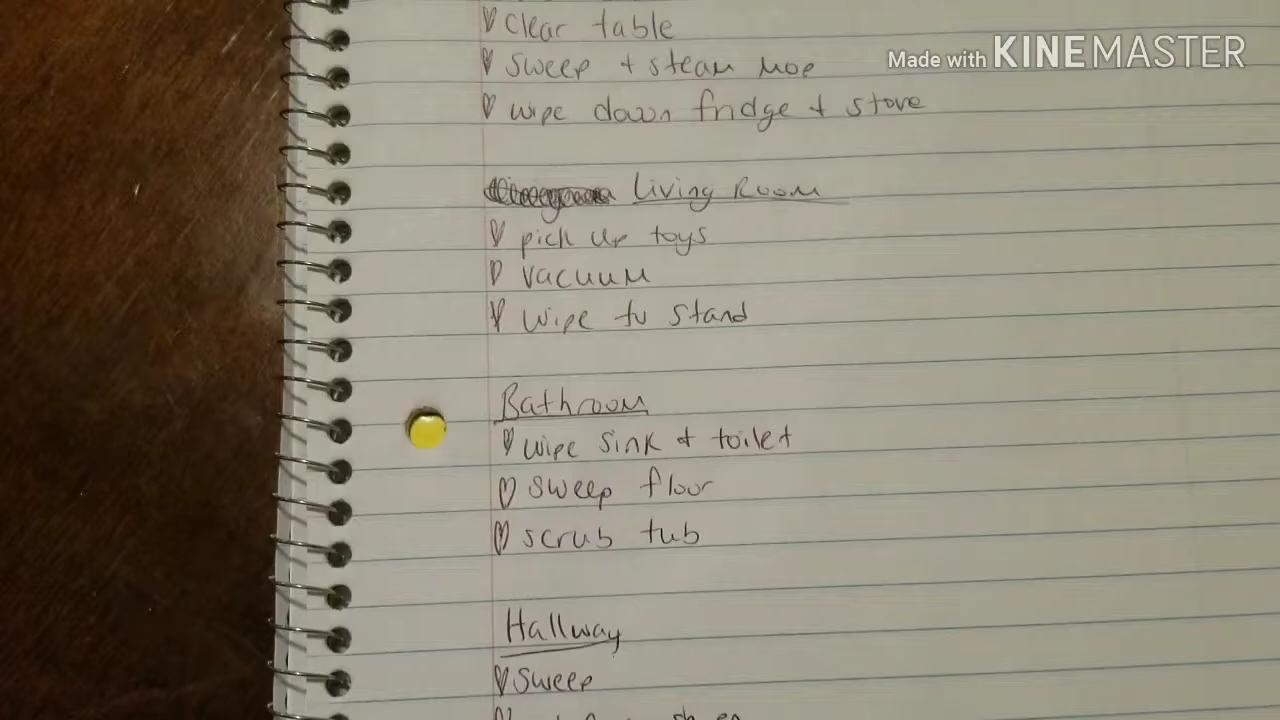 clear table
Made with KINEMASTER
sweep + steam mop
wipe down fridge + stove
Living Room
pick up toys
vacuum
wipe tv stand
Bathroom
wipe sink + toilet
sweep floor
scrub tub
Hallway
sweep